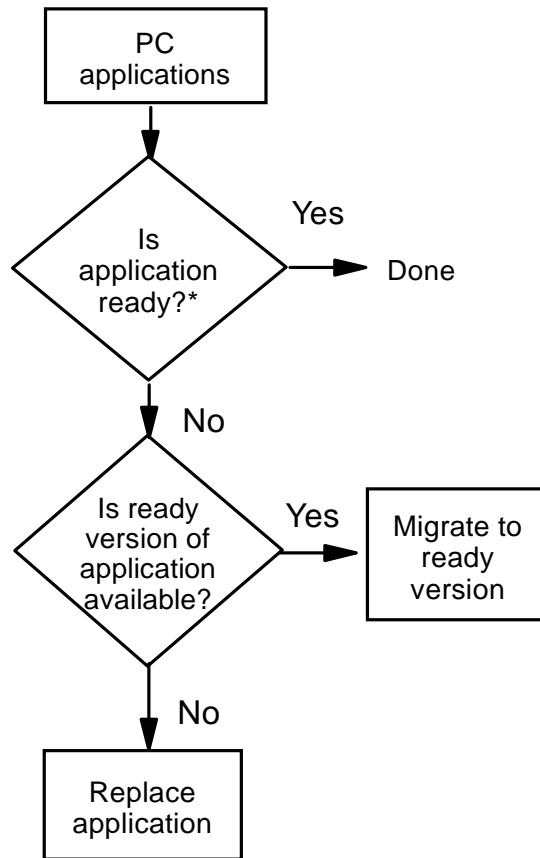 PC
applications
Is
application
ready?*
Yes
Done
No
Is ready
version of
application
available?
Yes
Migrate to
ready
version
No
Replace
application